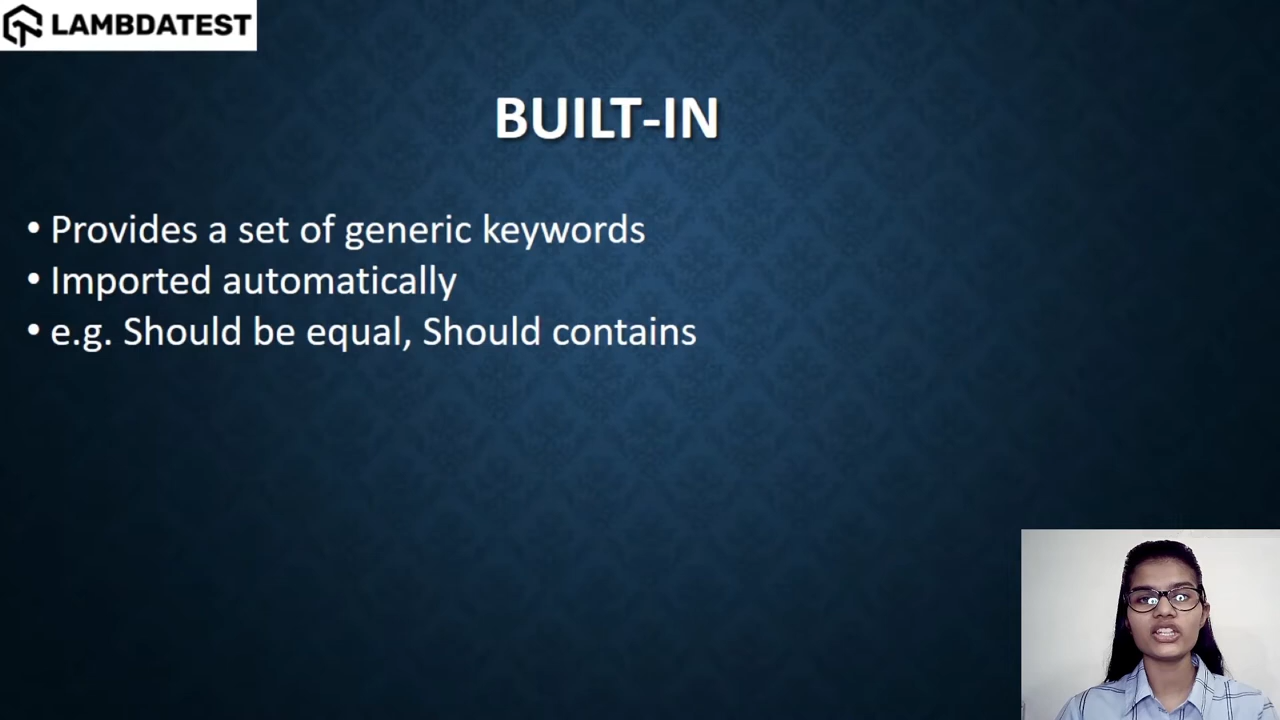 LAMBDATEST
BUILT-IN
• Provides a set of generic keywords
• Imported automatically
• e.g. Should be equal, Should contains